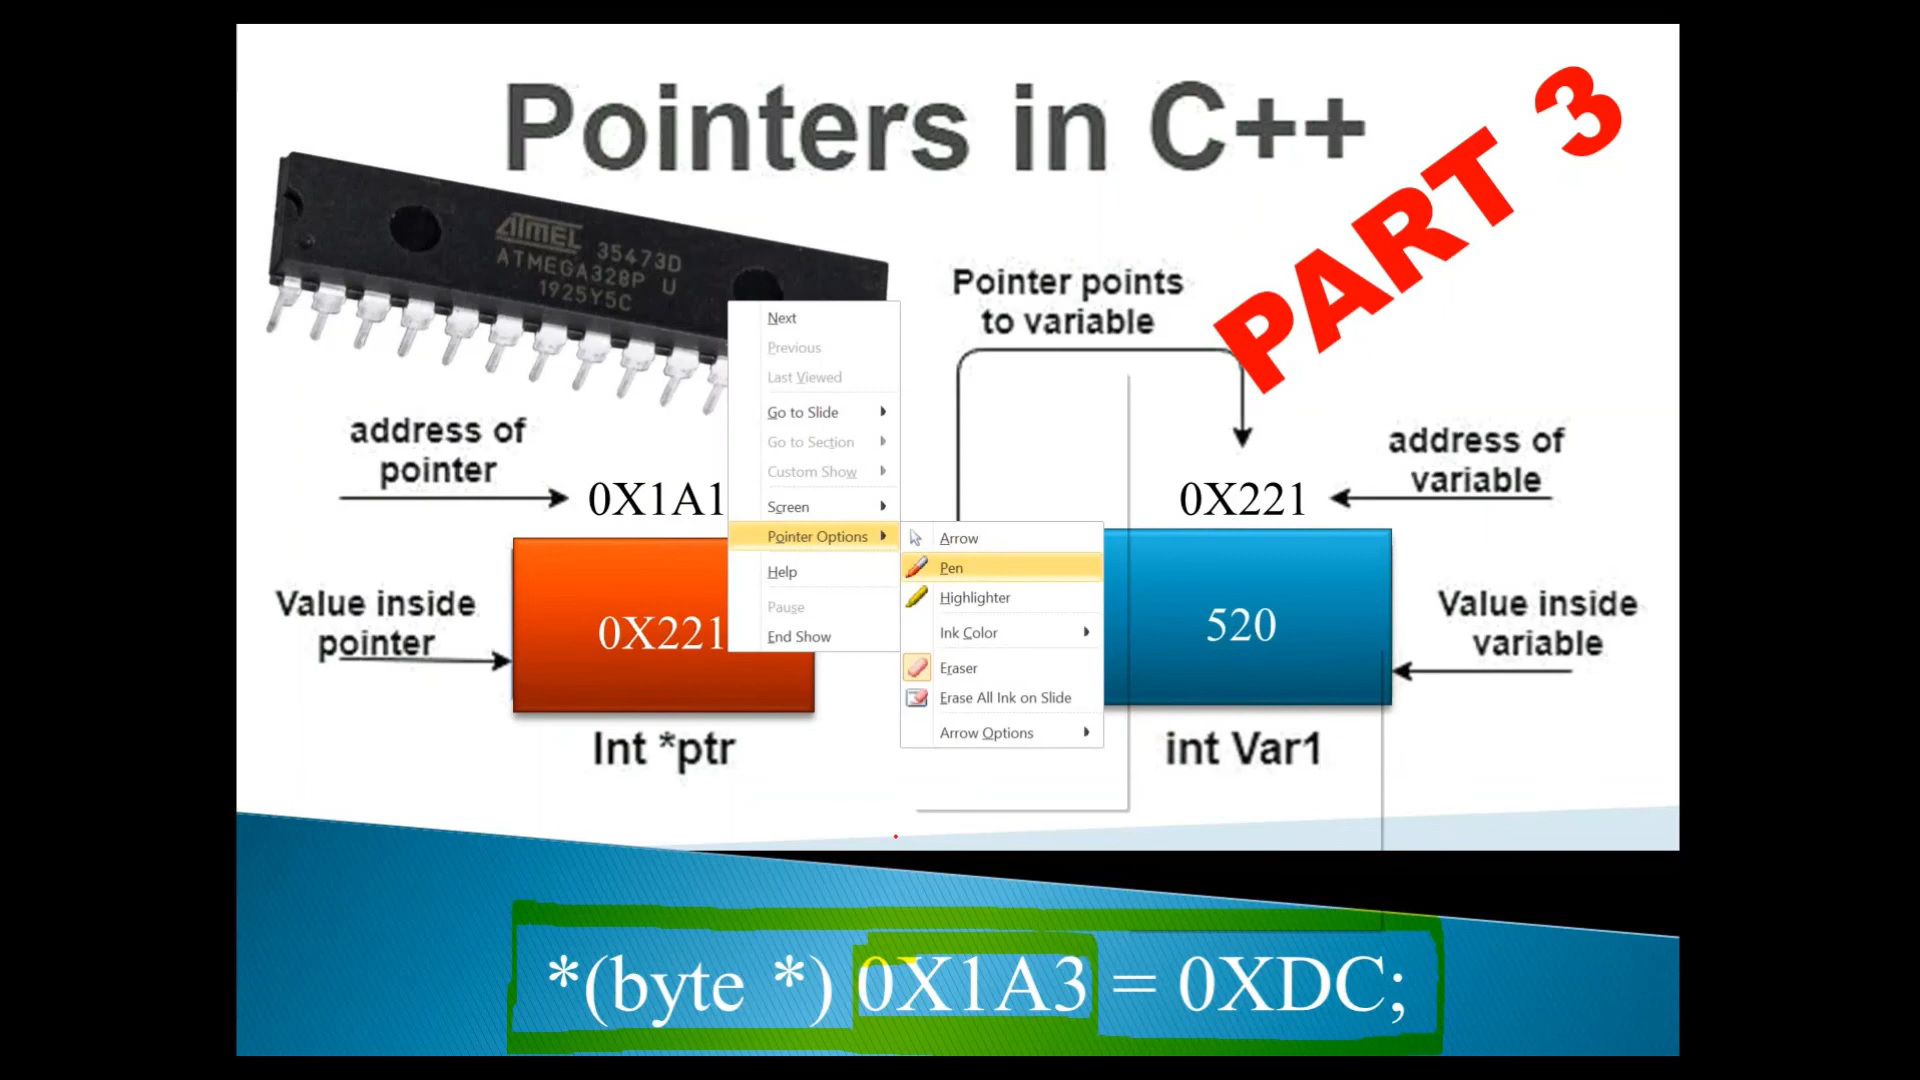 Pointers in C++
PART 3
ATMEL 35473D
ATMEGA328P U
1925Y5C
Pointer points
to variable
address of
pointer
0X1A1
address of
variable
0X221
Value inside
pointer
0X221
Int *ptr
520
Value inside
variable
int Var1
Next
Previous
Last Viewed
Go to Slide
Go to Section
Custom Show
Screen
Pointer Options
Help
Pause
End Show
Arrow
Pen
Highlighter
Ink Color
Eraser
Erase All Ink on Slide
Arrow Options
*(byte *) 0X1A3 = 0XDC;